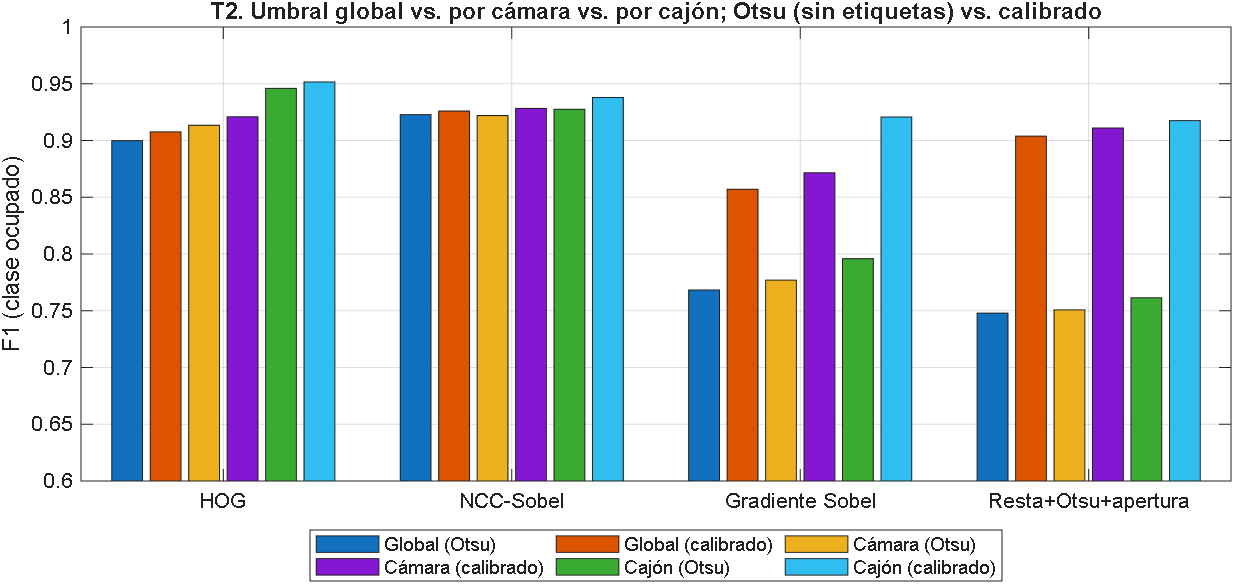 T2. Umbral global vs. por cámara vs. por cajón; Otsu (sin etiquetas) vs. calibrado
F1 (clase ocupado)
1
0.95
0.9
0.85
0.8
0.75
0.7
0.65
0.6
HOG NCC-Sobel Gradiente Sobel Resta+Otsu+apertura
Global (Otsu) Global (calibrado) Cámara (Otsu)
Cámara (calibrado) Cajón (Otsu) Cajón (calibrado)